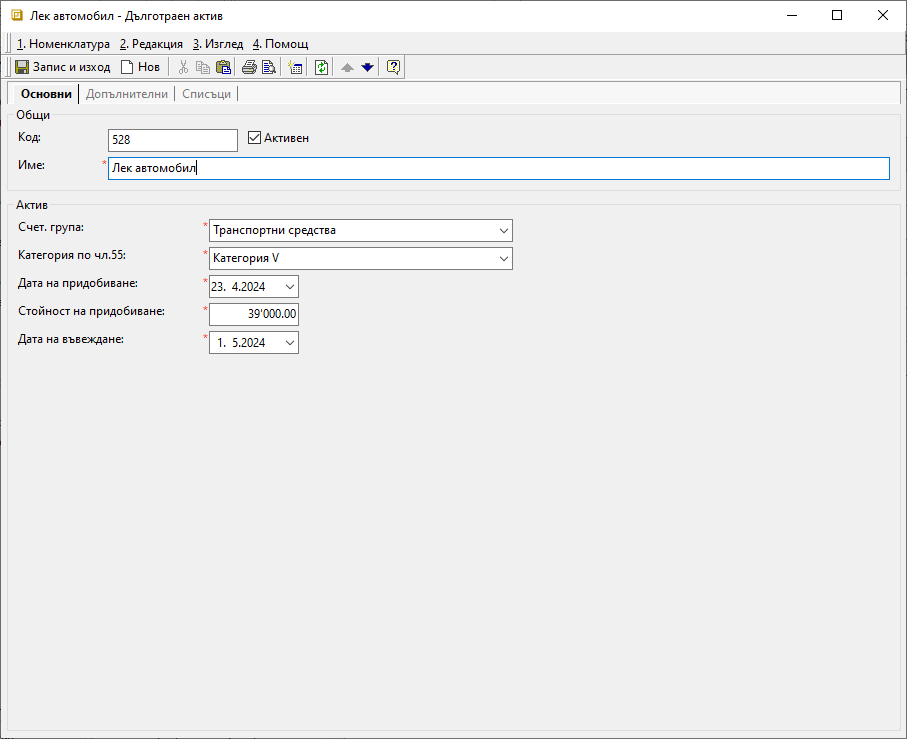 Лек автомобил - Дълготраен актив
1. Номенклатура 2. Редакция 3. Изглед 4. Помощ
Запис и изход Нов
Основни Допълнителни Списъци
Общи
Код: 528 Активен
Име: * Лек автомобил
Актив
Счет. група: * Транспортни средства
Категория по чл.55: * Категория V
Дата на придобиване: * 23. 4.2024
Стойност на придобиване: * 39'000.00
Дата на въвеждане: * 1. 5.2024